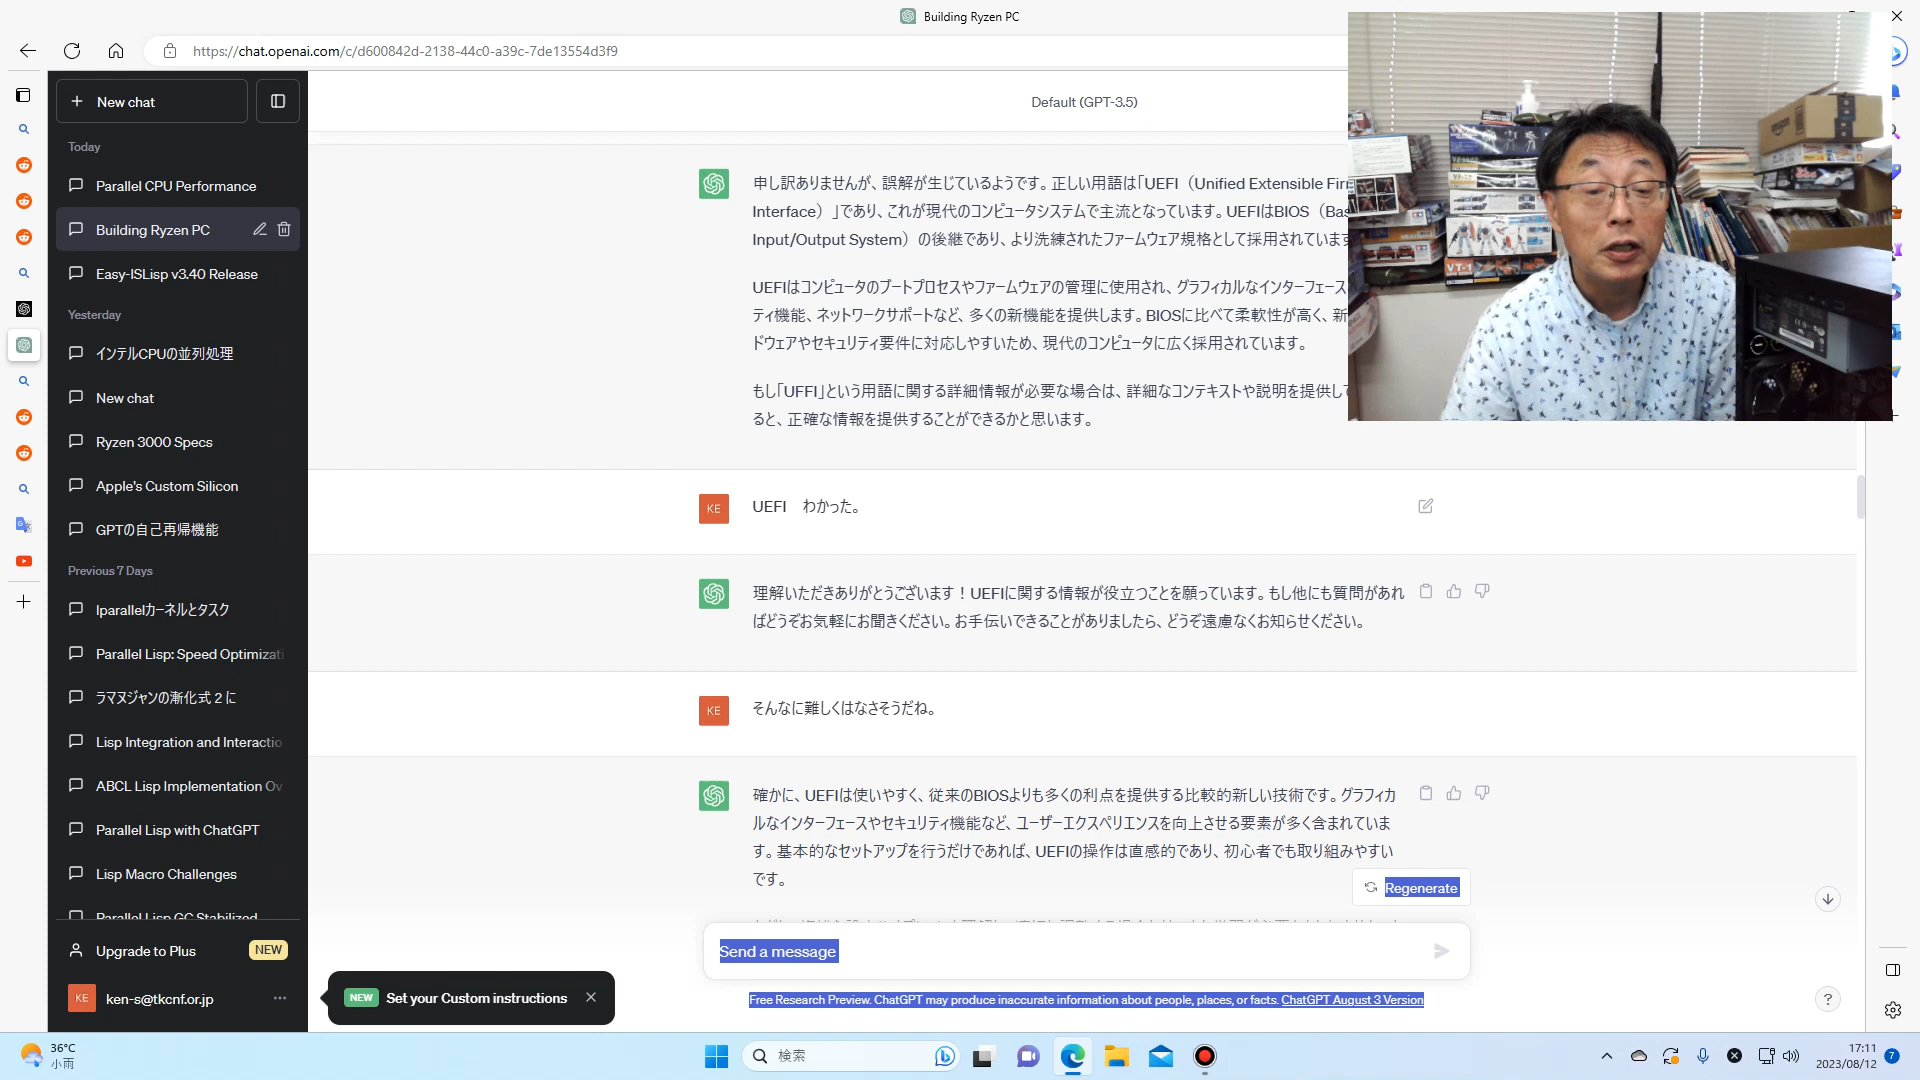 Building Ryzen PC
https://chat.openai.com/c/d600842d-2138-44c0-a39c-7de13554d3f9
New chat
Default (GPT-3.5)
Today
Parallel CPU Performance
Building Ryzen PC
Easy-ISLisp v3.40 Release
Yesterday
インテルCPUの並列処理
New chat
Ryzen 3000 Specs
Apple's Custom Silicon
GPTの自己再帰機能
Previous 7 Days
lparallelカーネルとタスク
Parallel Lisp: Speed Optimizati
ラマヌジャンの漸化式 2 に
Lisp Integration and Interactio
ABCL Lisp Implementation Ov
Parallel Lisp with ChatGPT
Lisp Macro Challenges
Parallel Lisp GC Stabilized
Upgrade to Plus NEW
KE ken-s@tkcnf.or.jp
申し訳ありませんが、誤解が生じているようです。正しい用語は「UEFI（Unified Extensible Fir
Interface）」であり、これが現代のコンピュータシステムで主流となっています。UEFIはBIOS（Bas
Input/Output System）の後継であり、より洗練されたファームウェア規格として採用されています
UEFIはコンピュータのブートプロセスやファームウェアの管理に使用され、グラフィカルなインターフェース
ティ機能、ネットワークサポートなど、多くの新機能を提供します。BIOSに比べて柔軟性が高く、新
ドウェアやセキュリティ要件に対応しやすいため、現代のコンピュータに広く採用されています。
もし「UFFI」という用語に関する詳細情報が必要な場合は、詳細なコンテキストや説明を提供して
ると、正確な情報を提供することができるかと思います。
KE UEFI　わかった。
理解いただきありがとうございます！UEFIに関する情報が役立つことを願っています。もし他にも質問があれ
ばどうぞお気軽にお聞きください。お手伝いできることがありましたら、どうぞ遠慮なくお知らせください。
KE そんなに難しくはなさそうだね。
確かに、UEFIは使いやすく、従来のBIOSよりも多くの利点を提供する比較的新しい技術です。グラフィカ
ルなインターフェースやセキュリティ機能など、ユーザーエクスペリエンスを向上させる要素が多く含まれていま
す。基本的なセットアップを行うだけであれば、UEFIの操作は直感的であり、初心者でも取り組みやすい
です。
Regenerate
Send a message
NEW Set your Custom instructions
Free Research Preview. ChatGPT may produce inaccurate information about people, places, or facts. ChatGPT August 3 Version
?
36°C
小雨
検索
17:11
2023/08/12
7